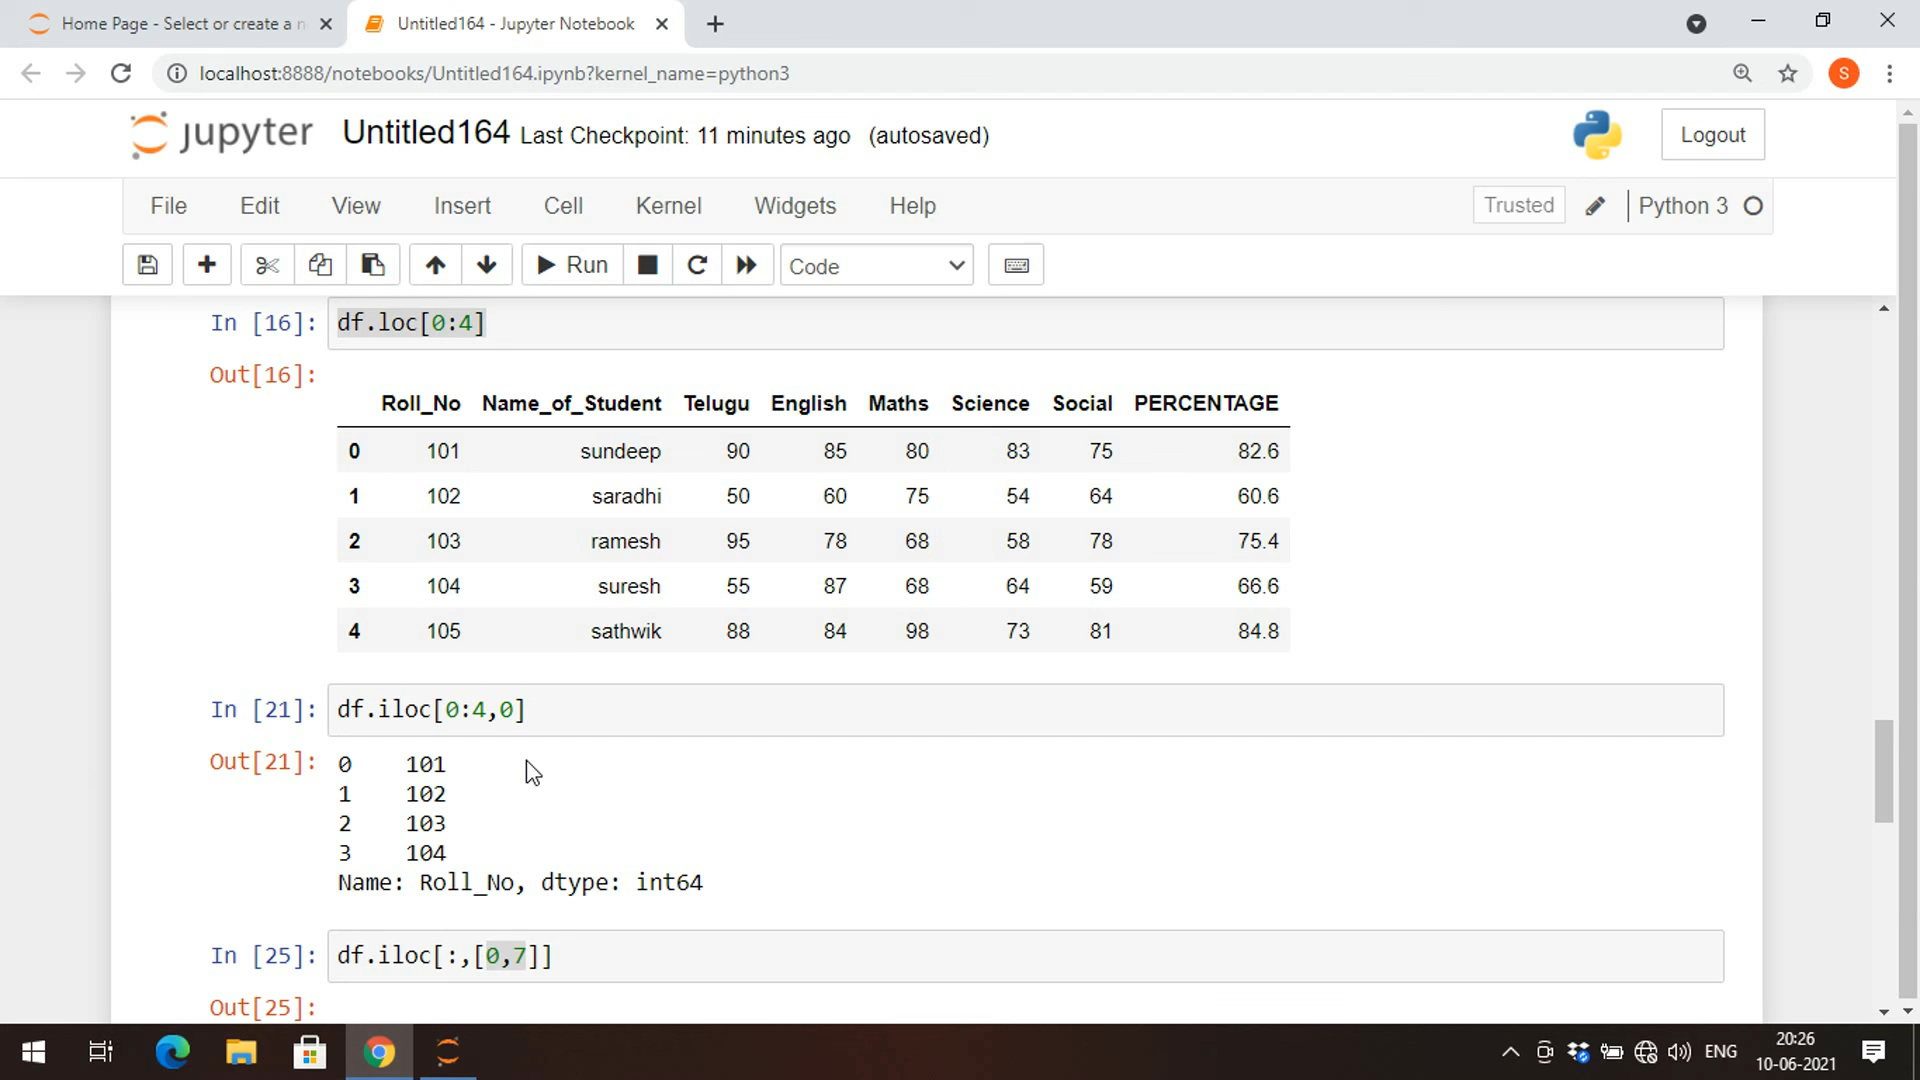 Home Page - Select or create a n
Untitled164 - Jupyter Notebook
localhost:8888/notebooks/Untitled164.ipynb?kernel_name=python3
S
jupyter Untitled164 Last Checkpoint: 11 minutes ago (autosaved)
Logout
File Edit View Insert Cell Kernel Widgets Help
Trusted
Python 3
Run
Code
In [16]: df.loc[0:4]
Out[16]:
Roll_No Name_of_Student Telugu English Maths Science Social PERCENTAGE
0 101 sundeep 90 85 80 83 75 82.6
1 102 saradhi 50 60 75 54 64 60.6
2 103 ramesh 95 78 68 58 78 75.4
3 104 suresh 55 87 68 64 59 66.6
4 105 sathwik 88 84 98 73 81 84.8
In [21]: df.iloc[0:4,0]
Out[21]: 0 101
1 102
2 103
3 104
Name: Roll_No, dtype: int64
In [25]: df.iloc[:,[0,7]]
Out[25]:
ENG
20:26
10-06-2021